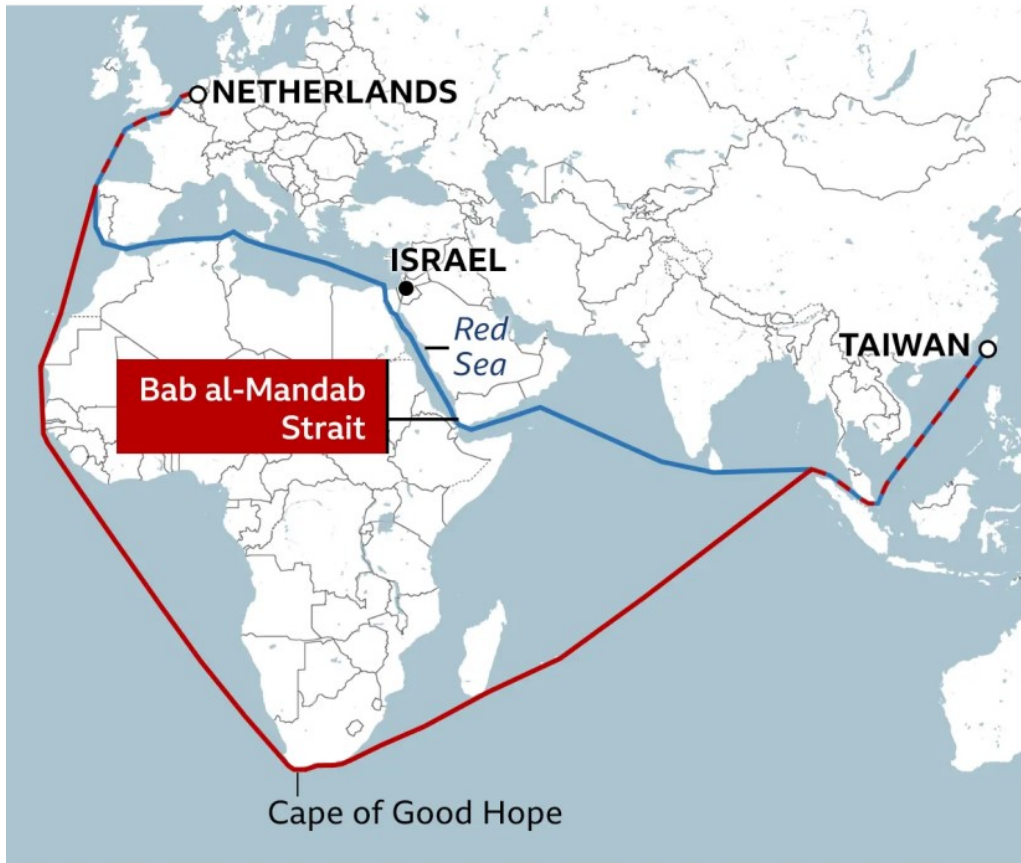 NETHERLANDS
ISRAEL
Red
Sea
TAIWAN
Bab al-Mandab
Strait
Cape of Good Hope